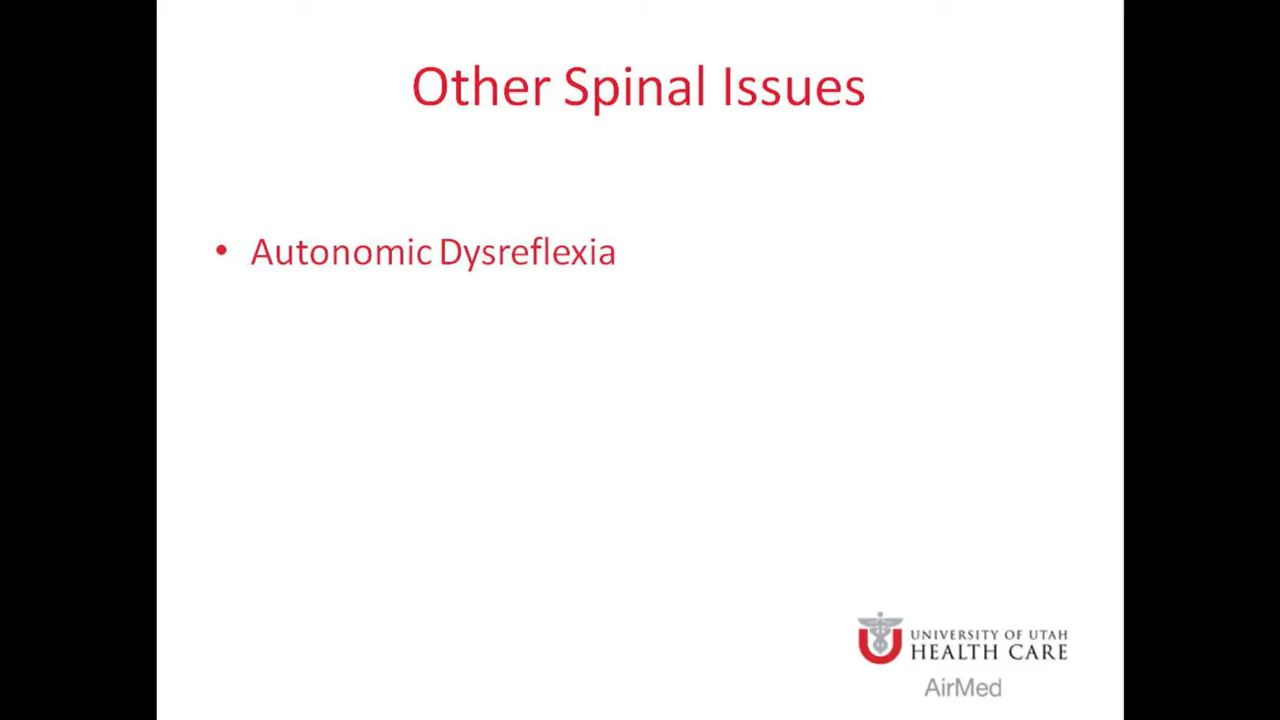 Other Spinal Issues
• Autonomic Dysreflexia
UNIVERSITY OF UTAH
HEALTH CARE
AirMed